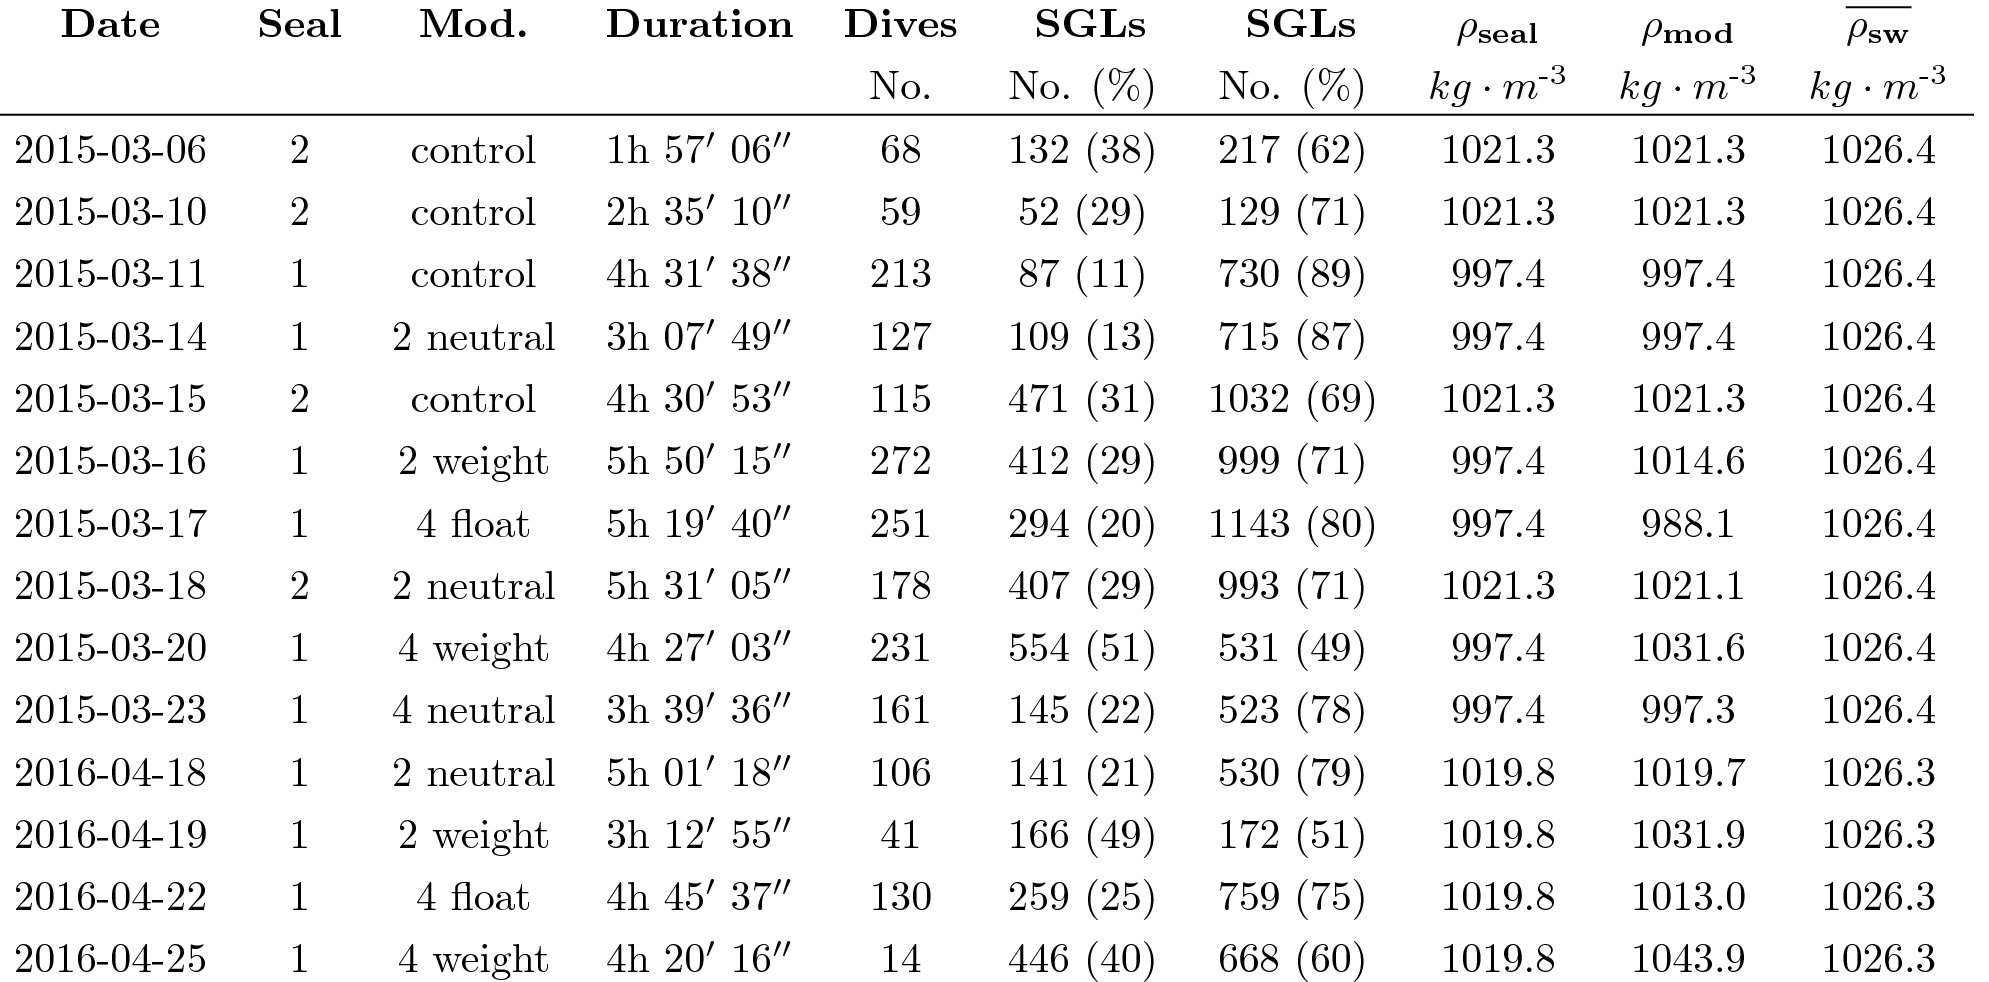 Date Seal Mod. Duration Dives SGLs SGLs ρseal ρmod ρsw
No. No. (%) No. (%) kg · m-3 kg · m-3 kg · m-3
2015-03-06 2 control 1h 57′ 06″ 68 132 (38) 217 (62) 1021.3 1021.3 1026.4
2015-03-10 2 control 2h 35′ 10″ 59 52 (29) 129 (71) 1021.3 1021.3 1026.4
2015-03-11 1 control 4h 31′ 38″ 213 87 (11) 730 (89) 997.4 997.4 1026.4
2015-03-14 1 2 neutral 3h 07′ 49″ 127 109 (13) 715 (87) 997.4 997.4 1026.4
2015-03-15 2 control 4h 30′ 53″ 115 471 (31) 1032 (69) 1021.3 1021.3 1026.4
2015-03-16 1 2 weight 5h 50′ 15″ 272 412 (29) 999 (71) 997.4 1014.6 1026.4
2015-03-17 1 4 float 5h 19′ 40″ 251 294 (20) 1143 (80) 997.4 988.1 1026.4
2015-03-18 2 2 neutral 5h 31′ 05″ 178 407 (29) 993 (71) 1021.3 1021.1 1026.4
2015-03-20 1 4 weight 4h 27′ 03″ 231 554 (51) 531 (49) 997.4 1031.6 1026.4
2015-03-23 1 4 neutral 3h 39′ 36″ 161 145 (22) 523 (78) 997.4 997.3 1026.4
2016-04-18 1 2 neutral 5h 01′ 18″ 106 141 (21) 530 (79) 1019.8 1019.7 1026.3
2016-04-19 1 2 weight 3h 12′ 55″ 41 166 (49) 172 (51) 1019.8 1031.9 1026.3
2016-04-22 1 4 float 4h 45′ 37″ 130 259 (25) 759 (75) 1019.8 1013.0 1026.3
2016-04-25 1 4 weight 4h 20′ 16″ 14 446 (40) 668 (60) 1019.8 1043.9 1026.3